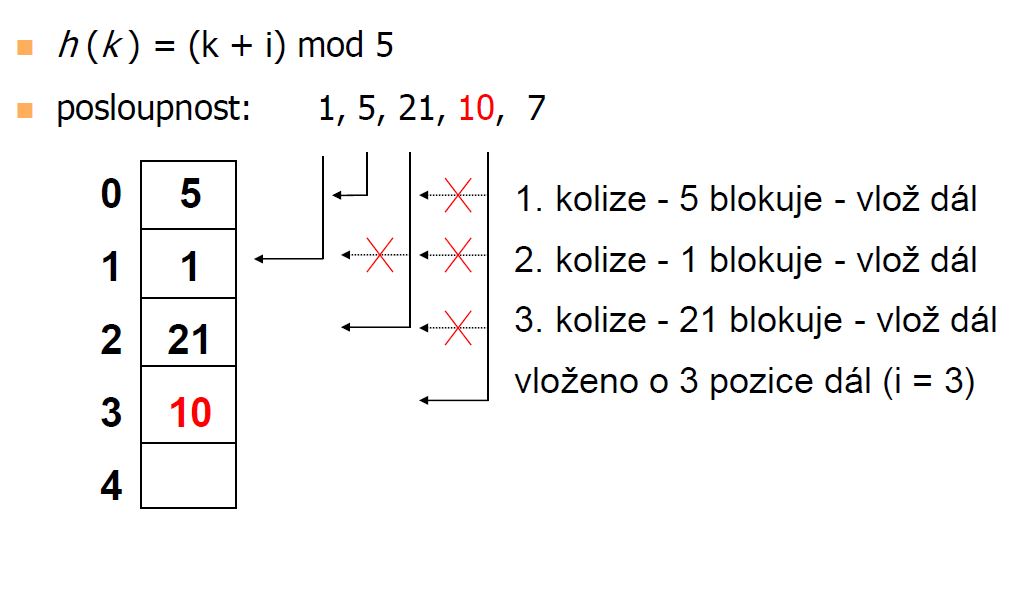 h (k) = (k + i) mod 5
posloupnost: 1, 5, 21, 10, 7
0 5
1 1
2 21
3 10
4
1. kolize - 5 blokuje - vlož dál
2. kolize - 1 blokuje - vlož dál
3. kolize - 21 blokuje - vlož dál
vloženo o 3 pozice dál (i = 3)